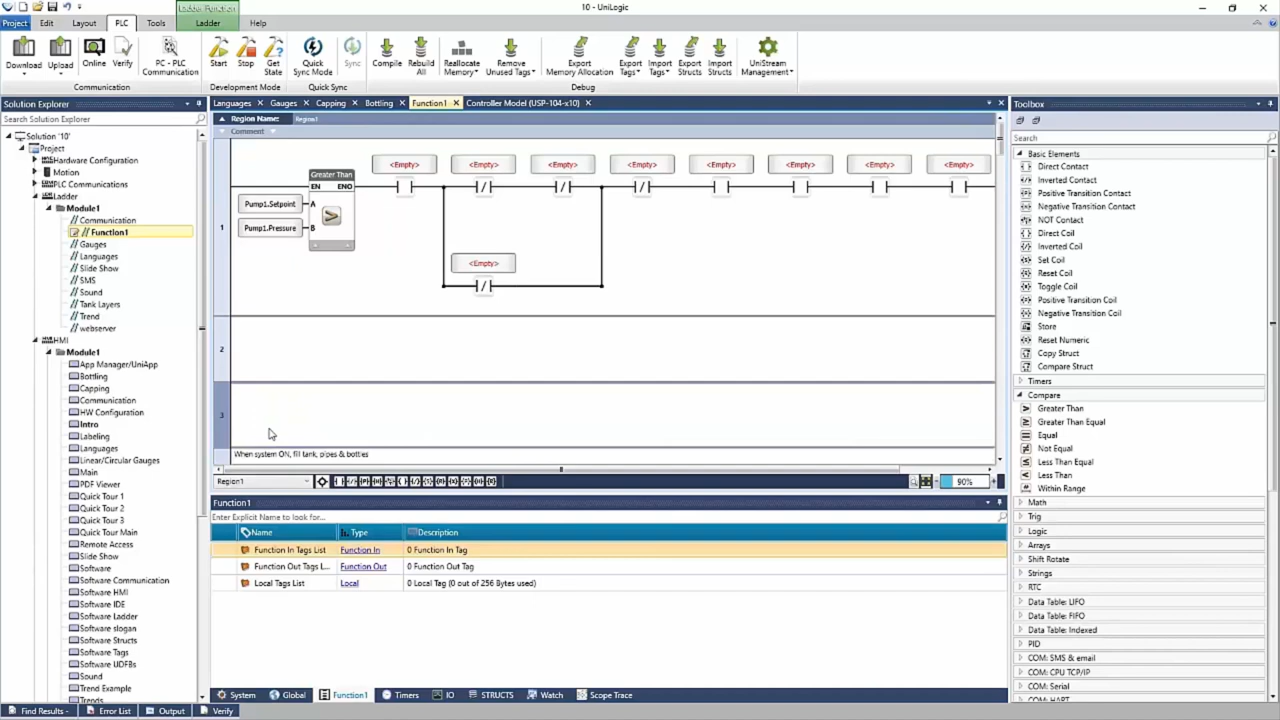 Ladder Function
10 - UniLogic
Project Edit Layout PLC Tools Ladder Help
Download Upload Online Verify PC - PLC Communication Start Stop Get State Quick Sync Mode Sync Compile Rebuild All Reallocate Memory Remove Unused Tags Export Memory Allocation Export Tags Import Tags Export Structs Import Structs UniStream Management
Communication Development Mode Quick Sync Debug
Solution Explorer
Search Solution Explorer
Solution '10'
Project
Hardware Configuration
Motion
PLC Communications
Ladder
Module1
Communication
Function1
Gauges
Languages
Slide Show
SMS
Sound
Tank Layers
Trend
webserver
HMI
Module1
App Manager/UniApp
Bottling
Capping
Communication
HW Configuration
Intro
Labeling
Languages
Linear/Circular Gauges
Main
PDF Viewer
Quick Tour 1
Quick Tour 2
Quick Tour 3
Quick Tour Main
Remote Access
Slide Show
Software
Software Communication
Software HMI
Software IDE
Software Ladder
Software slogan
Software Structs
Software Tags
Software UDFBs
Sound
Trend Example
Trends
Languages Gauges Capping Bottling Function1 Controller Model (USP-104-x10)
Region Name: Region1
Comment
<Empty> <Empty> <Empty> <Empty> <Empty> <Empty> <Empty> <Empty>
Greater Than
EN ENO
Pump1.Setpoint A
Pump1.Pressure B
1
<Empty>
2
3
When system ON, fill tank, pipes & bottles
Region1
90%
Function1
Enter Explicit Name to look for...
Name Type Description
Function In Tags List Function In 0 Function In Tag
Function Out Tags L... Function Out 0 Function Out Tag
Local Tags List Local 0 Local Tag (0 out of 256 Bytes used)
System Global Function1 Timers IO STRUCTS Watch Scope Trace
Toolbox
Search
Basic Elements
Direct Contact
Inverted Contact
Positive Transition Contact
Negative Transition Contact
NOT Contact
Direct Coil
Inverted Coil
Set Coil
Reset Coil
Toggle Coil
Positive Transition Coil
Negative Transition Coil
Store
Reset Numeric
Copy Struct
Compare Struct
Timers
Compare
Greater Than
Greater Than Equal
Equal
Not Equal
Less Than Equal
Less Than
Within Range
Math
Trig
Logic
Arrays
Shift Rotate
Strings
RTC
Data Table: LIFO
Data Table: FIFO
Data Table: Indexed
PID
COM: SMS & email
COM: CPU TCP/IP
COM: Serial
COM: HART
Find Results - Error List Output Verify